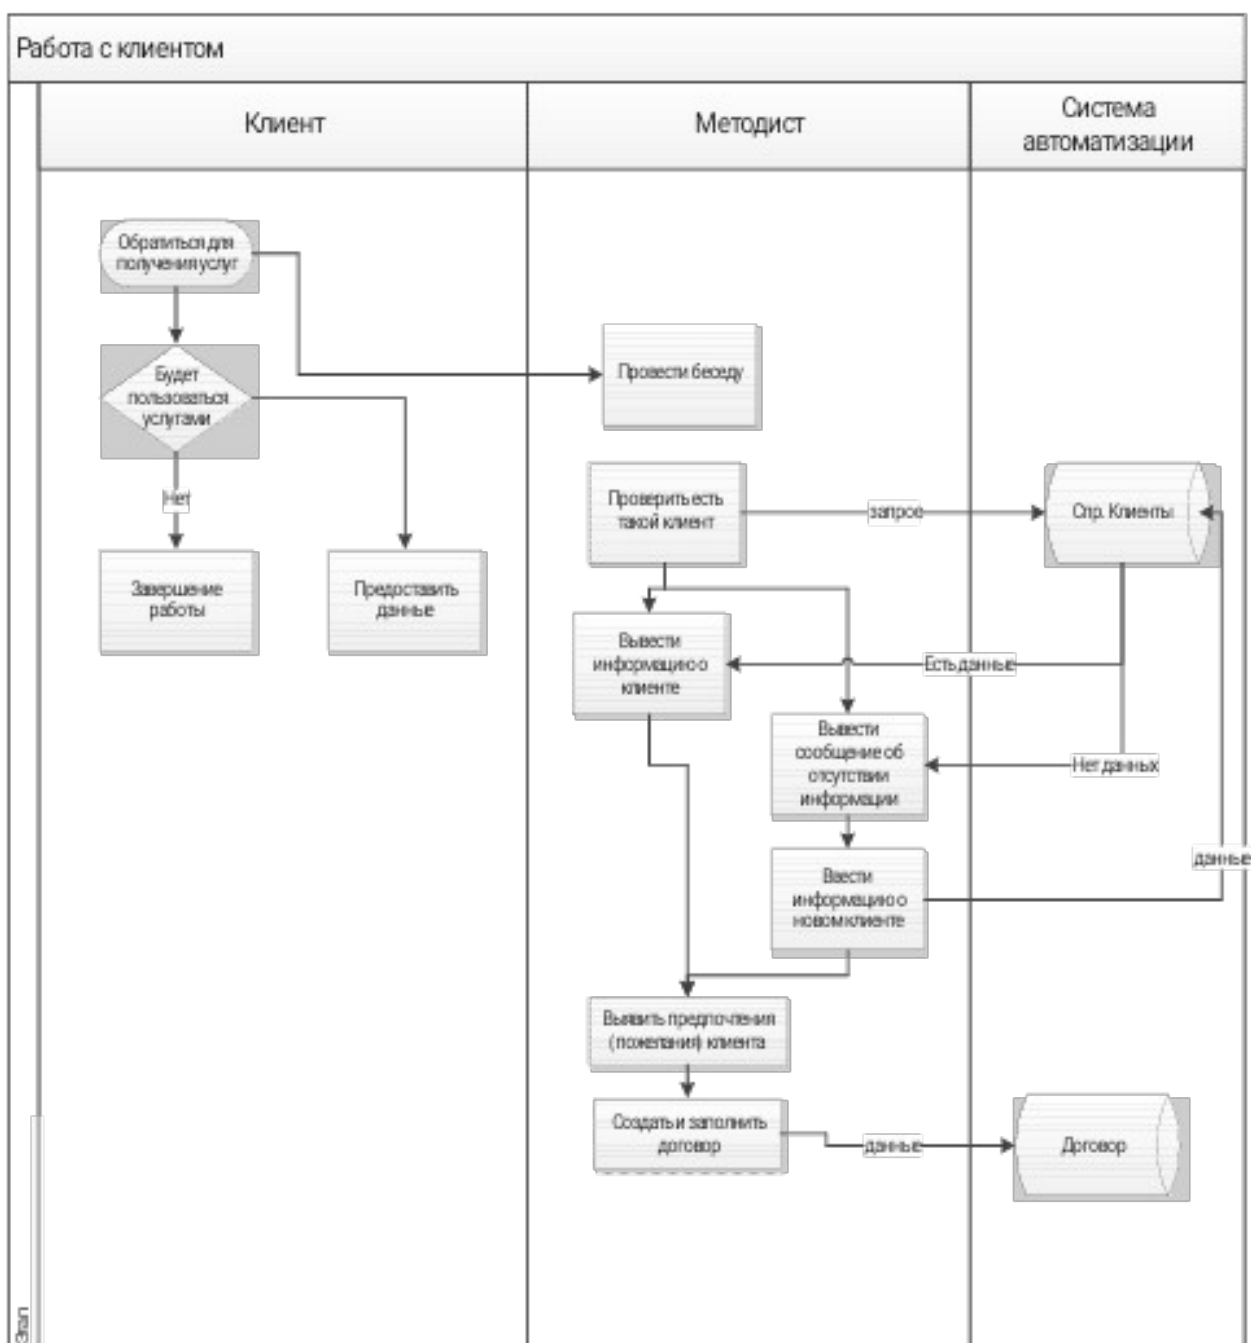 Работа с клиентом
Клиент
Методист
Система
автоматизации
Обратиться для
получения услуг
Провести беседу
Будет
пользоваться
услугами
Нет
Проверить есть
такой клиент
запрос
Спр. Клиенты
Завершение
работы
Предоставить
данные
Вывести
информацию о
клиенте
Есть данные
Вывести
сообщение об
отсутствии
информации
Нет данных
данные
Ввести
информацию о
новом клиенте
Выявить предпочтения
(пожелания) клиента
Создать и заполнить
договор
данные
Договор
Этап